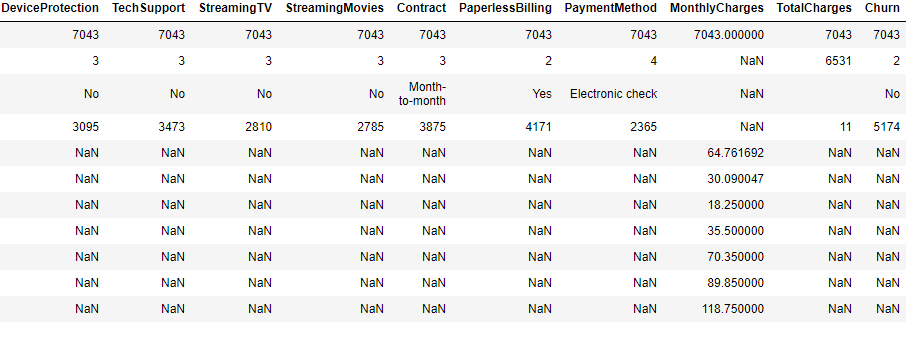 DeviceProtection TechSupport StreamingTV StreamingMovies Contract PaperlessBilling PaymentMethod MonthlyCharges TotalCharges Churn
7043 7043 7043 7043 7043 7043 7043 7043.000000 7043 7043
3 3 3 3 3 2 4 NaN 6531 2
No No No No Month-to-month Yes Electronic check NaN No
3095 3473 2810 2785 3875 4171 2365 NaN 11 5174
NaN NaN NaN NaN NaN NaN NaN 64.761692 NaN NaN
NaN NaN NaN NaN NaN NaN NaN 30.090047 NaN NaN
NaN NaN NaN NaN NaN NaN NaN 18.250000 NaN NaN
NaN NaN NaN NaN NaN NaN NaN 35.500000 NaN NaN
NaN NaN NaN NaN NaN NaN NaN 70.350000 NaN NaN
NaN NaN NaN NaN NaN NaN NaN 89.850000 NaN NaN
NaN NaN NaN NaN NaN NaN NaN 118.750000 NaN NaN